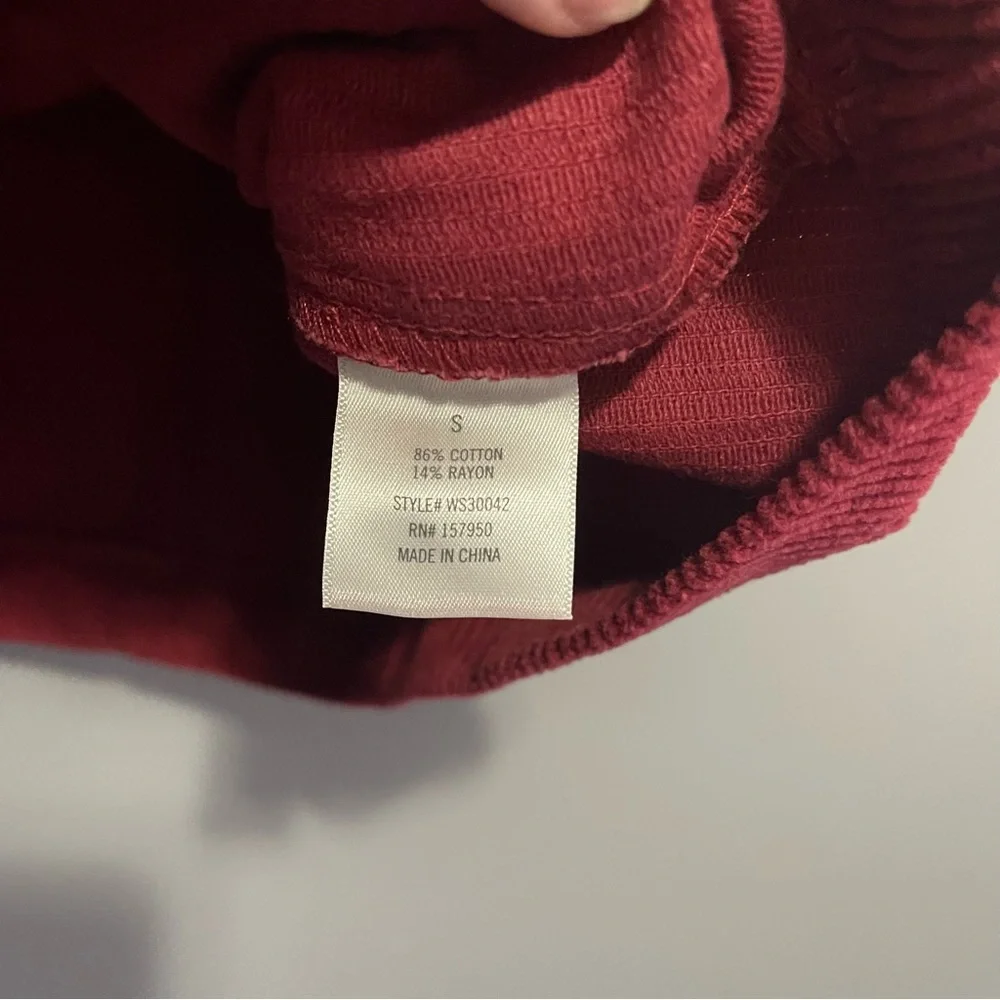 S
86% COTTON
14% RAYON
STYLE# WS30042
RN# 157950
MADE IN CHINA